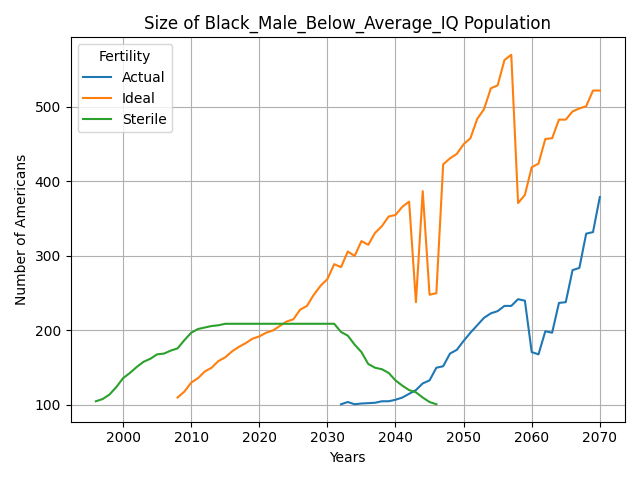 Size of Black_Male_Below_Average_IQ Population
Fertility
Actual
Ideal
Sterile
Number of Americans
500
400
300
200
100
2000 2010 2020 2030 2040 2050 2060 2070
Years